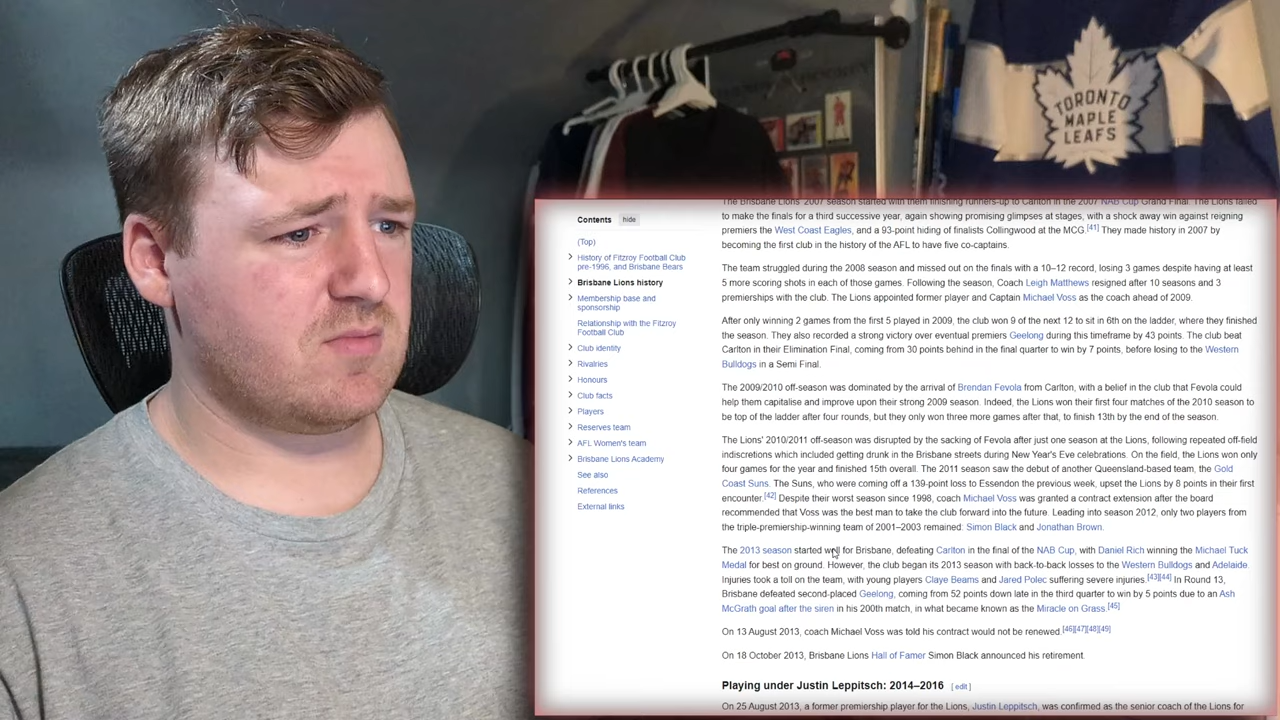 TORONTO
MAPLE
LEAFS
Contents hide
(Top)
History of Fitzroy Football Club
pre-1996, and Brisbane Bears
Brisbane Lions history
Membership base and
sponsorship
Relationship with the Fitzroy
Football Club
Club identity
Rivalries
Honours
Club facts
Players
Reserves team
AFL Women's team
Brisbane Lions Academy
See also
References
External links
The Brisbane Lions' 2007 season started with them finishing runners-up to Carlton in the 2007 NAB Cup Grand Final. The Lions failed
to make the finals for a third successive year, again showing promising glimpses at stages, with a shock away win against reigning
premiers the West Coast Eagles, and a 93-point hiding of finalists Collingwood at the MCG.[41] They made history in 2007 by
becoming the first club in the history of the AFL to have five co-captains.
The team struggled during the 2008 season and missed out on the finals with a 10–12 record, losing 3 games despite having at least
5 more scoring shots in each of those games. Following the season, Coach Leigh Matthews resigned after 10 seasons and 3
premierships with the club. The Lions appointed former player and Captain Michael Voss as the coach ahead of 2009.
After only winning 2 games from the first 5 played in 2009, the club won 9 of the next 12 to sit in 6th on the ladder, where they finished
the season. They also recorded a strong victory over eventual premiers Geelong during this timeframe by 43 points. The club beat
Carlton in their Elimination Final, coming from 30 points behind in the final quarter to win by 7 points, before losing to the Western
Bulldogs in a Semi Final.
The 2009/2010 off-season was dominated by the arrival of Brendan Fevola from Carlton, with a belief in the club that Fevola could
help them capitalise and improve upon their strong 2009 season. Indeed, the Lions won their first four matches of the 2010 season to
be top of the ladder after four rounds, but they only won three more games after that, to finish 13th by the end of the season.
The Lions' 2010/2011 off-season was disrupted by the sacking of Fevola after just one season at the Lions, following repeated off-field
indiscretions which included getting drunk in the Brisbane streets during New Year's Eve celebrations. On the field, the Lions won only
four games for the year and finished 15th overall. The 2011 season saw the debut of another Queensland-based team, the Gold
Coast Suns. The Suns, who were coming off a 139-point loss to Essendon the previous week, upset the Lions by 8 points in their first
encounter.[42] Despite their worst season since 1998, coach Michael Voss was granted a contract extension after the board
recommended that Voss was the best man to take the club forward into the future. Leading into season 2012, only two players from
the triple-premiership-winning team of 2001–2003 remained: Simon Black and Jonathan Brown.
The 2013 season started well for Brisbane, defeating Carlton in the final of the NAB Cup, with Daniel Rich winning the Michael Tuck
Medal for best on ground. However, the club began its 2013 season with back-to-back losses to the Western Bulldogs and Adelaide.
Injuries took a toll on the team, with young players Claye Beams and Jared Polec suffering severe injuries.[43][44] In Round 13,
Brisbane defeated second-placed Geelong, coming from 52 points down late in the third quarter to win by 5 points due to an Ash
McGrath goal after the siren in his 200th match, in what became known as the Miracle on Grass.[45]
On 13 August 2013, coach Michael Voss was told his contract would not be renewed.[46][47][48][49]
On 18 October 2013, Brisbane Lions Hall of Famer Simon Black announced his retirement.
Playing under Justin Leppitsch: 2014–2016 [ edit ]
On 25 August 2013, a former premiership player for the Lions, Justin Leppitsch, was confirmed as the senior coach of the Lions for